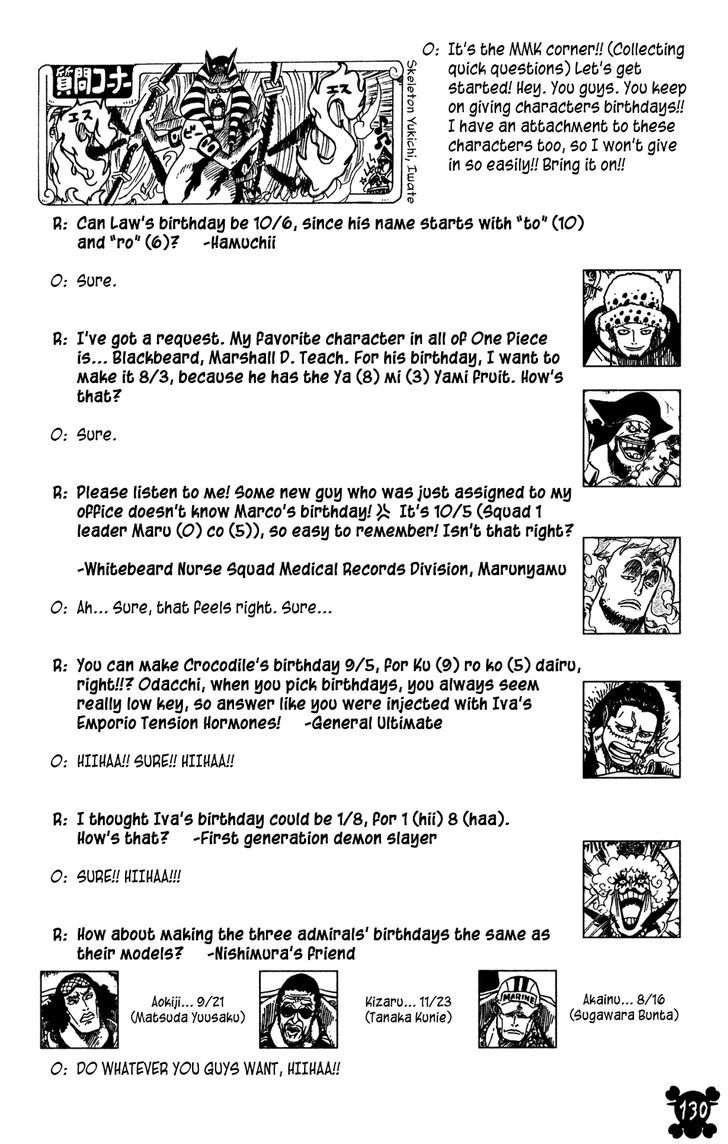 質問コーナー
エス
エス
ビ
B
Skeleton Yukichi, Iwate
O: It's the MMK corner!! (Collecting
quick questions) Let's get
started! Hey. You guys. You keep
on giving characters birthdays!!
I have an attachment to these
characters too, so I won't give
in so easily!! Bring it on!!
R: Can Law's birthday be 10/6, since his name starts with "to" (10)
and "ro" (6)? -Hamuchii
O: Sure.
R: I've got a request. My favorite character in all of One Piece
is... Blackbeard, Marshall D. Teach. For his birthday, I want to
make it 8/3, because he has the Ya (8) mi (3) Yami fruit. How's
that?
O: Sure.
R: Please listen to me! Some new guy who was just assigned to my
office doesn't know Marco's birthday! It's 10/5 (Squad 1
leader Maru (0) co (5)), so easy to remember! Isn't that right?
-Whitebeard Nurse Squad Medical Records Division, Marunyamu
O: Ah... Sure, that feels right. Sure...
R: You can make Crocodile's birthday 9/5, for Ku (9) ro ko (5) dairu,
right!!? Odacchi, when you pick birthdays, you always seem
really low key, so answer like you were injected with Iva's
Emporio Tension Hormones! -General Ultimate
O: HIIHAA!! SURE!! HIIHAA!!
R: I thought Iva's birthday could be 1/8, for 1 (hii) 8 (haa).
How's that? -First generation demon slayer
O: SURE!! HIIHAA!!!
R: How about making the three admirals' birthdays the same as
their models? -Nishimura's friend
Aokiji... 9/21
(Matsuda Yuusaku)
Kizaru... 11/23
(Tanaka Kunie)
MARINE
Akainu... 8/16
(Sugawara Bunta)
O: DO WHATEVER YOU GUYS WANT, HIIHAA!!
130